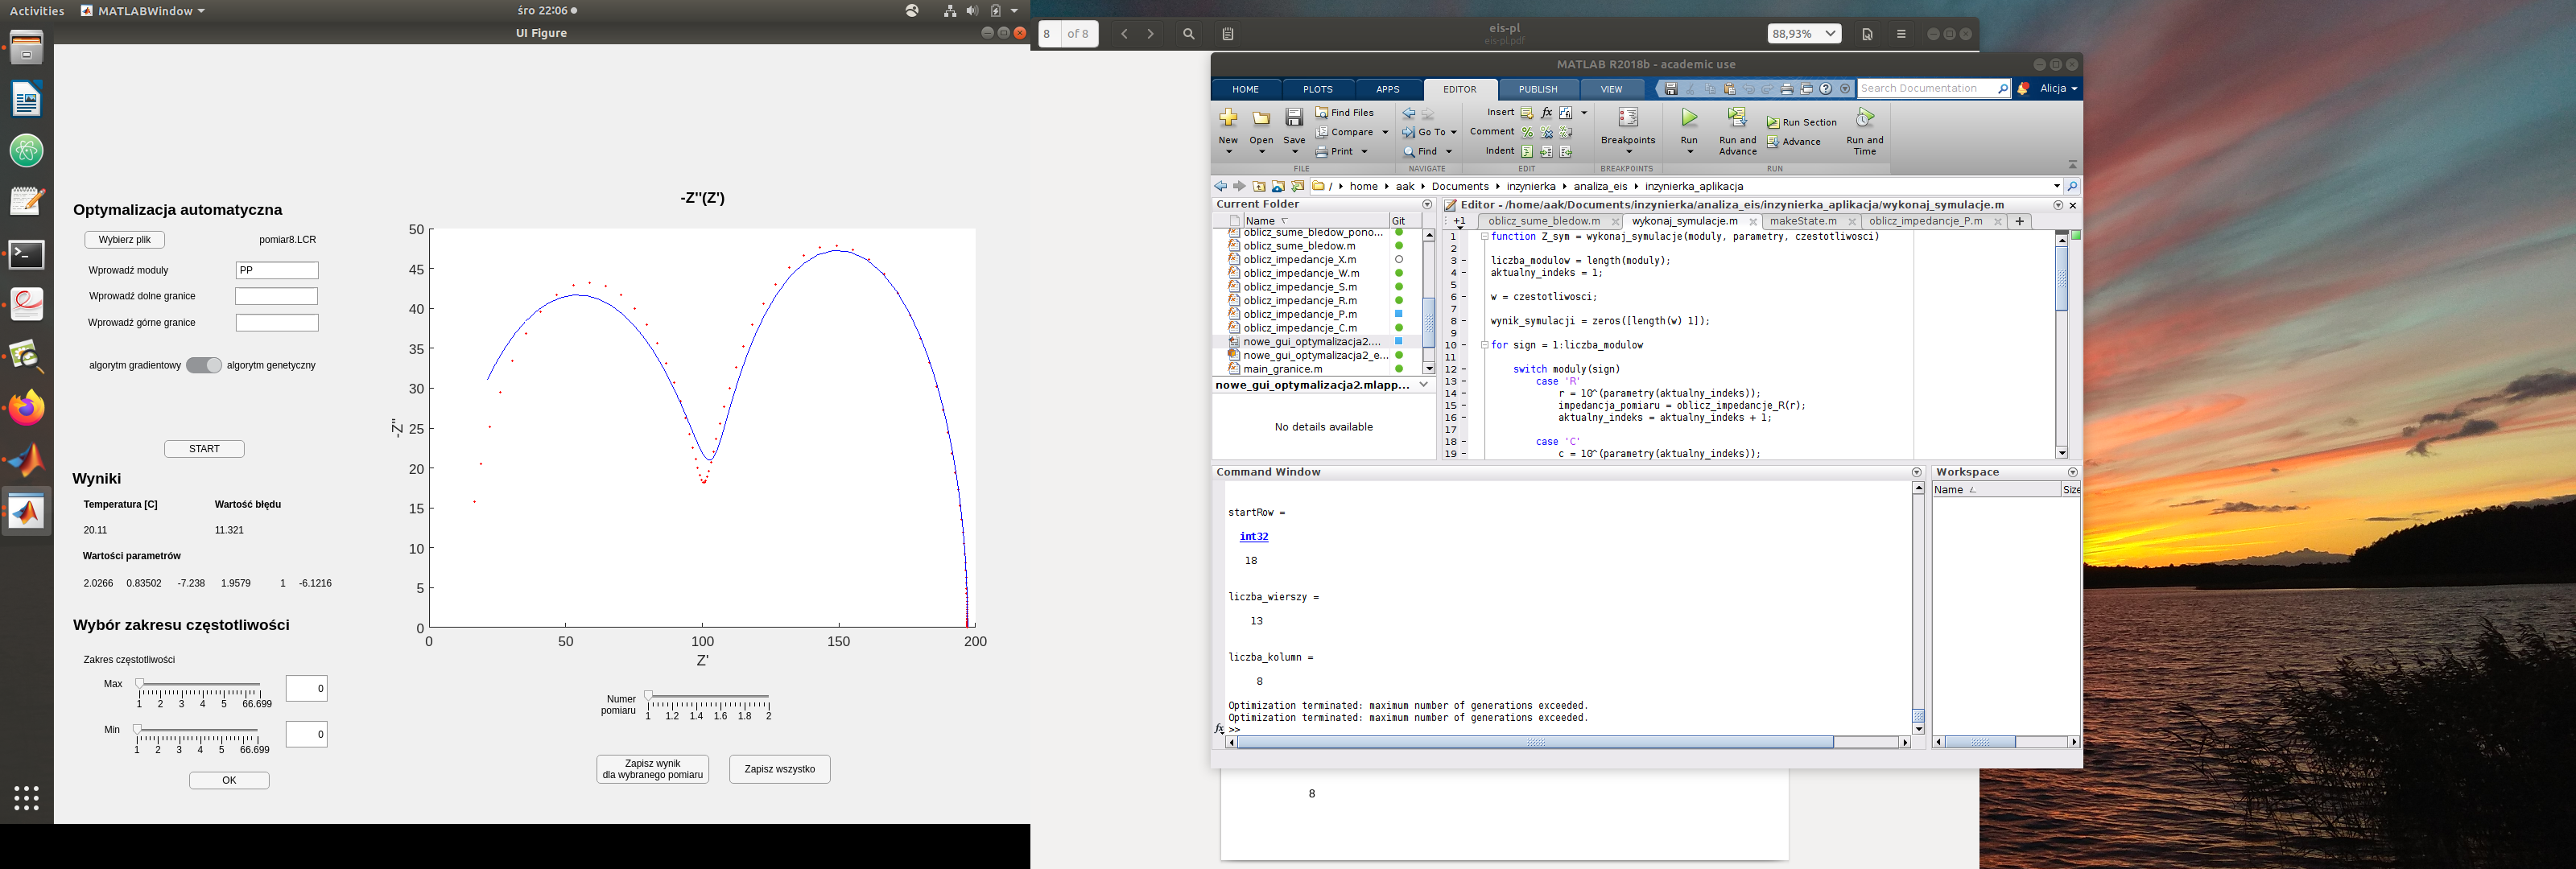 Activities
MATLABWindow
śro 22:06
UI Figure
Optymalizacja automatyczna
Wybierz plik
pomiar8.LCR
Wprowadź moduły
PP
Wprowadź dolne granice
Wprowadź górne granice
algorytm gradientowy
algorytm genetyczny
START
Wyniki
Temperatura [C]
Wartość błędu
20.11
11.321
Wartości parametrów
2.0266 0.83502 -7.238 1.9579 1 -6.1216
Wybór zakresu częstotliwości
Zakres częstotliwości
Max
1 2 3 4 5 66.699
0
Min
1 2 3 4 5 66.699
0
OK
-Z''(Z')
50
45
40
35
30
25
20
15
10
5
0
-Z''
0 50 100 150 200
Z'
Numer
pomiaru
1 1.2 1.4 1.6 1.8 2
Zapisz wynik
dla wybranego pomiaru
Zapisz wszystko
8 of 8
eis-pl
eis-pl.pdf
88,93%
MATLAB R2018b - academic use
HOME PLOTS APPS EDITOR PUBLISH VIEW
Search Documentation
Alicja
New
Open
Save
Find Files
Compare
Print
Go To
Find
Insert
Comment
Indent
fx
Breakpoints
Run
Run and
Advance
Run Section
Advance
Run and
Time
FILE NAVIGATE EDIT BREAKPOINTS RUN
/ home aak Documents inzynierka analiza_eis inzynierka_aplikacja
Current Folder
Name Git
oblicz_sume_bledow_pono...
oblicz_sume_bledow.m
oblicz_impedancje_X.m
oblicz_impedancje_W.m
oblicz_impedancje_S.m
oblicz_impedancje_R.m
oblicz_impedancje_P.m
oblicz_impedancje_C.m
nowe_gui_optymalizacja2....
nowe_gui_optymalizacja2_e...
main_granice.m
nowe_gui_optymalizacja2.mlapp...
No details available
Editor - /home/aak/Documents/inzynierka/analiza_eis/inzynierka_aplikacja/wykonaj_symulacje.m
+1 oblicz_sume_bledow.m wykonaj_symulacje.m makeState.m oblicz_impedancje_P.m +
1 function Z_sym = wykonaj_symulacje(moduly, parametry, czestotliwosci)
2
3 - liczba_modulow = length(moduly);
4 - aktualny_indeks = 1;
5
6 - w = czestotliwosci;
7
8 - wynik_symulacji = zeros([length(w) 1]);
9
10 - for sign = 1:liczba_modulow
11
12 - switch moduly(sign)
13 - case 'R'
14 - r = 10^(parametry(aktualny_indeks));
15 - impedancja_pomiaru = oblicz_impedancje_R(r);
16 - aktualny_indeks = aktualny_indeks + 1;
17
18 - case 'C'
19 - c = 10^(parametry(aktualny_indeks));
Command Window
startRow =
int32
18
liczba_wierszy =
13
liczba_kolumn =
8
Optimization terminated: maximum number of generations exceeded.
Optimization terminated: maximum number of generations exceeded.
fx >>
Workspace
Name Size
8